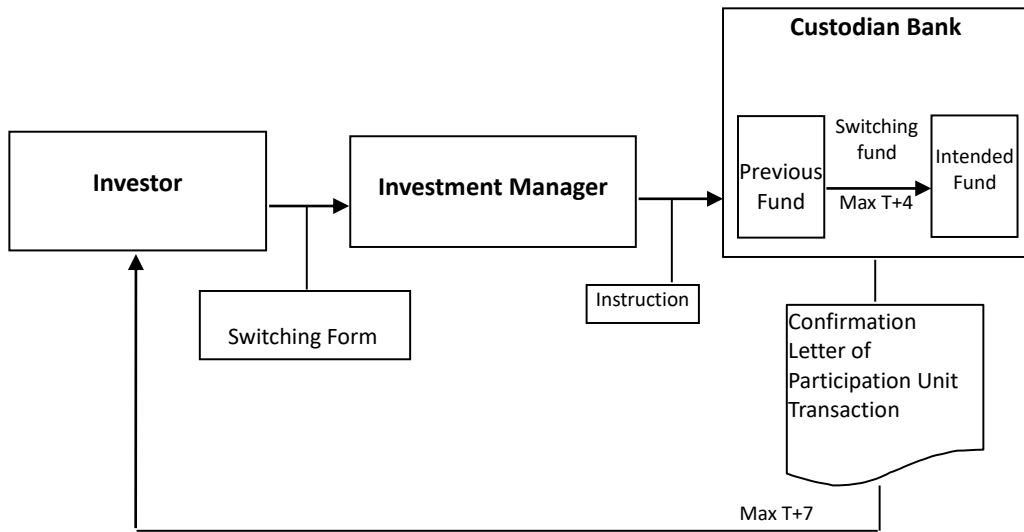 Custodian Bank
Investor
Investment Manager
Previous
Fund
Switching
fund
Max T+4
Intended
Fund
Switching Form
Instruction
Confirmation
Letter of
Participation Unit
Transaction
Max T+7